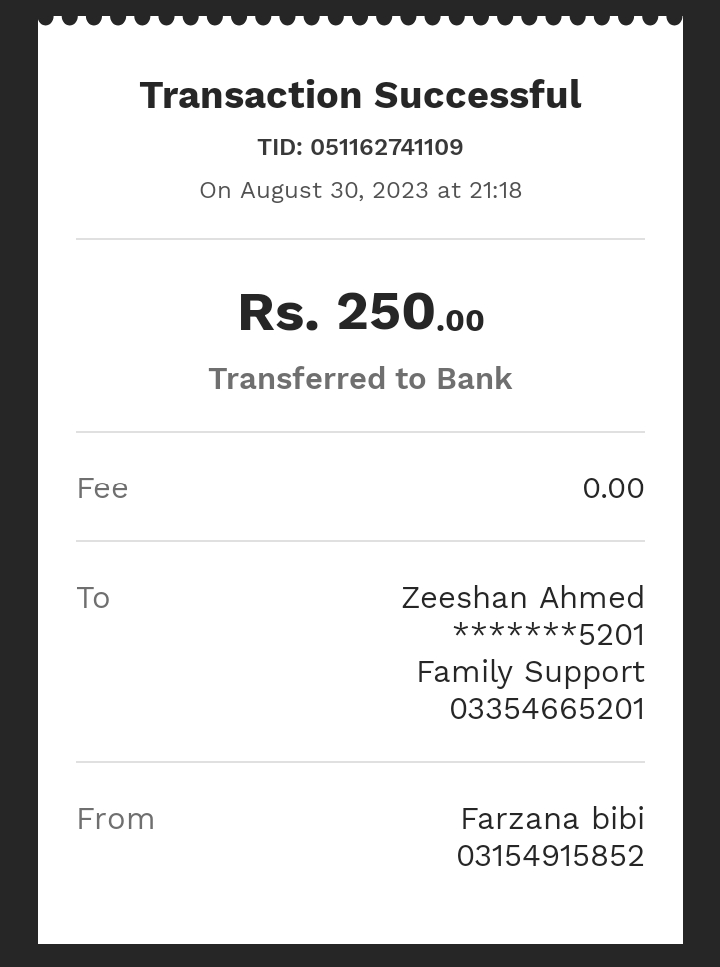 Transaction Successful
TID: 051162741109
On August 30, 2023 at 21:18
Rs. 250.00
Transferred to Bank
Fee 0.00
To Zeeshan Ahmed
*******5201
Family Support
03354665201
From Farzana bibi
03154915852